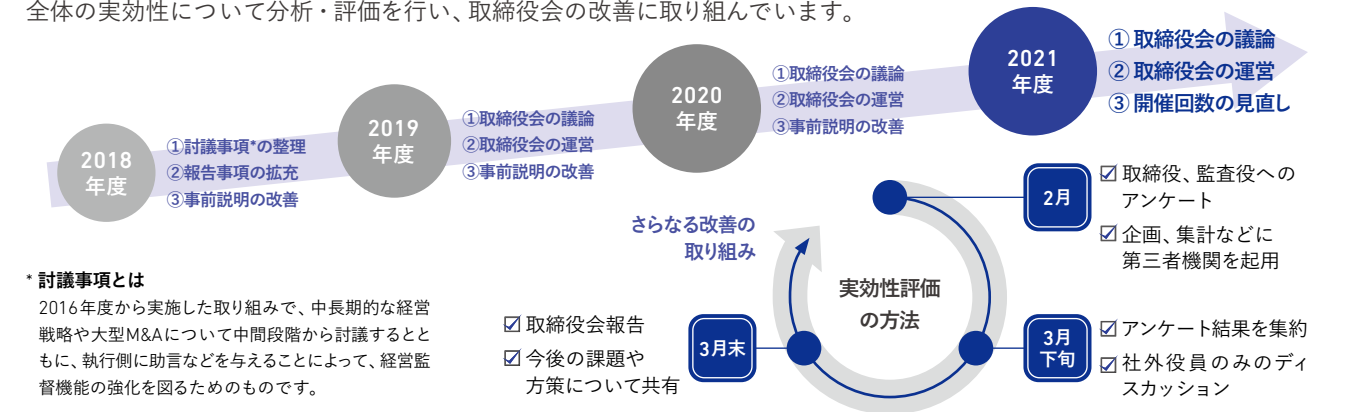 全体の実効性について分析・評価を行い、取締役会の改善に取り組んでいます。
2018
年度
①討議事項*の整理
②報告事項の拡充
③事前説明の改善
2019
年度
①取締役会の議論
②取締役会の運営
③事前説明の改善
2020
年度
①取締役会の議論
②取締役会の運営
③事前説明の改善
2021
年度
① 取締役会の議論
② 取締役会の運営
③ 開催回数の見直し
* 討議事項とは
2016年度から実施した取り組みで、中長期的な経営
戦略や大型M&Aについて中間段階から討議するとと
もに、執行側に助言などを与えることによって、経営監
督機能の強化を図るためのものです。
実効性評価
の方法
2月
取締役、監査役への
アンケート
企画、集計などに
第三者機関を起用
3月
下旬
アンケート結果を集約
社外役員のみのディ
スカッション
3月末
取締役会報告
今後の課題や
方策について共有
さらなる改善の
取り組み